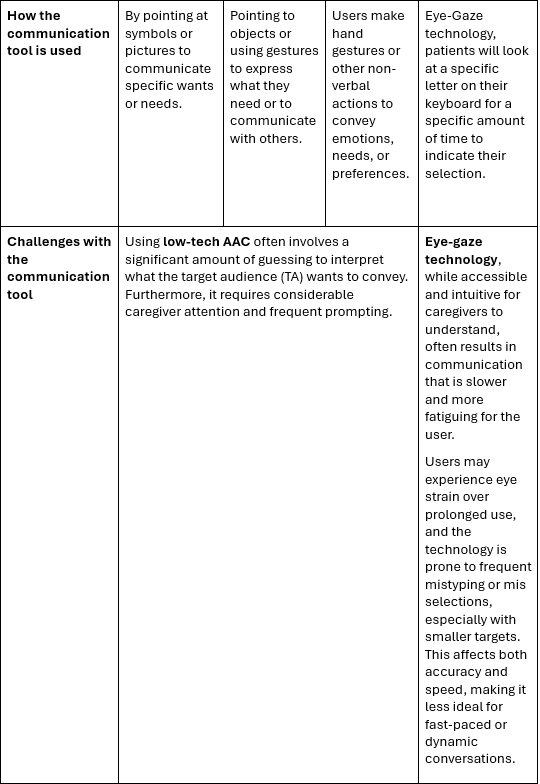 How the
communication
tool is used
By pointing at
symbols or
pictures to
communicate
specific wants
or needs.
Pointing to
objects or
using gestures
to express
what they
need or to
communicate
with others.
Users make
hand
gestures or
other non-
verbal
actions to
convey
emotions,
needs, or
preferences.
Eye-Gaze
technology,
patients will look
at a specific
letter on their
keyboard for a
specific amount
of time to
indicate their
selection.
Challenges with
the
communication
tool
Using low-tech AAC often involves a
significant amount of guessing to interpret
what the target audience (TA) wants to convey.
Furthermore, it requires considerable
caregiver attention and frequent prompting.
Eye-gaze
technology,
while accessible
and intuitive for
caregivers to
understand,
often results in
communication
that is slower
and more
fatiguing for the
user.
Users may
experience eye
strain over
prolonged use,
and the
technology is
prone to frequent
mistyping or mis
selections,
especially with
smaller targets.
This affects both
accuracy and
speed, making it
less ideal for
fast-paced or
dynamic
conversations.